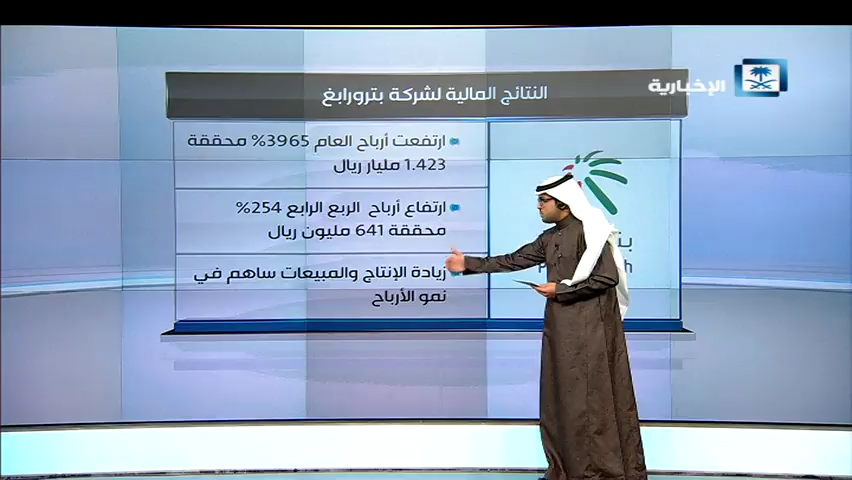 الإخبارية
النتائج المالية لشركة بترورابغ
ارتفعت أرباح العام 3965% محققة
1.423 مليار ريال
ارتفاع أرباح الربع الرابع 254%
محققة 641 مليون ريال
زيادة الإنتاج والمبيعات ساهم في
نمو الأرباح